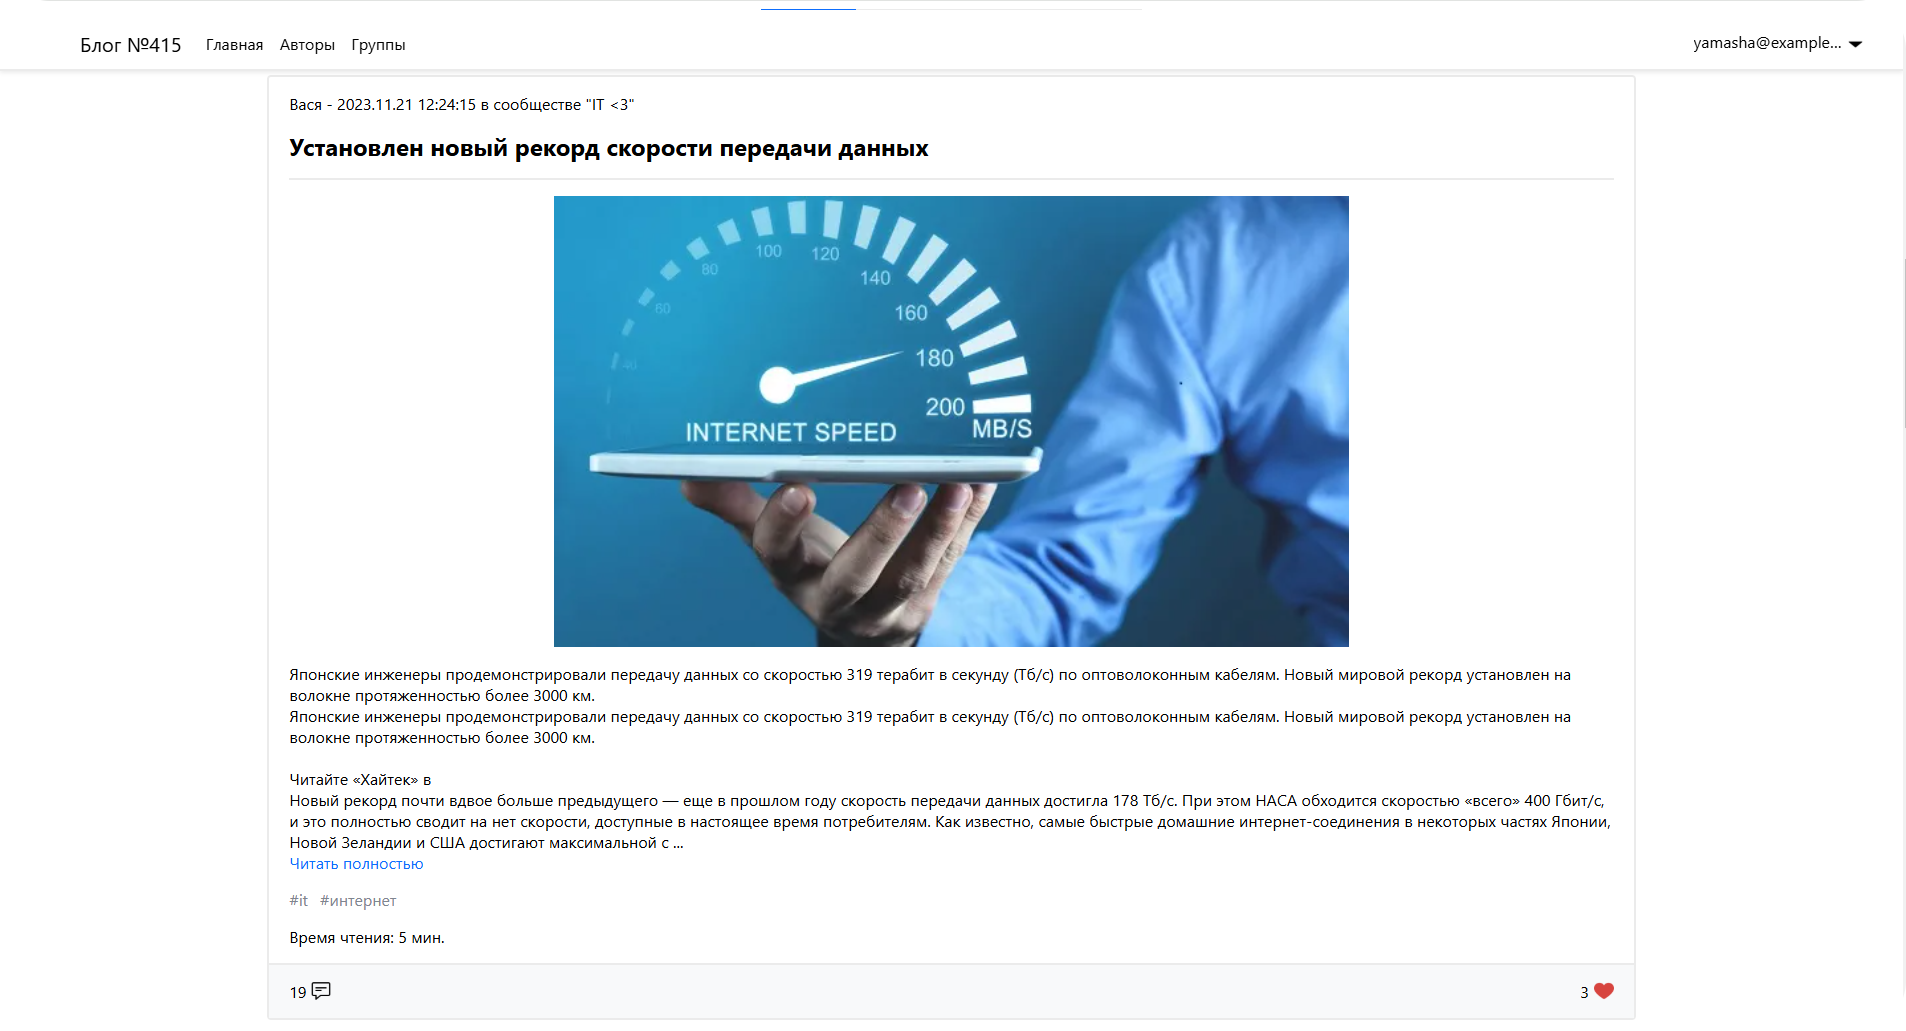 Блог №415 Главная Авторы Группы yamasha@example...
Вася - 2023.11.21 12:24:15 в сообществе "IT <3"
Установлен новый рекорд скорости передачи данных
40
60
80
100
120
140
160
180
200
INTERNET SPEED
MB/S
Японские инженеры продемонстрировали передачу данных со скоростью 319 терабит в секунду (Тб/с) по оптоволоконным кабелям. Новый мировой рекорд установлен на
волокне протяженностью более 3000 км.
Японские инженеры продемонстрировали передачу данных со скоростью 319 терабит в секунду (Тб/с) по оптоволоконным кабелям. Новый мировой рекорд установлен на
волокне протяженностью более 3000 км.
Читайте «Хайтек» в
Новый рекорд почти вдвое больше предыдущего — еще в прошлом году скорость передачи данных достигла 178 Тб/с. При этом НАСА обходится скоростью «всего» 400 Гбит/с,
и это полностью сводит на нет скорости, доступные в настоящее время потребителям. Как известно, самые быстрые домашние интернет-соединения в некоторых частях Японии,
Новой Зеландии и США достигают максимальной с ...
Читать полностью
#it #интернет
Время чтения: 5 мин.
19
3